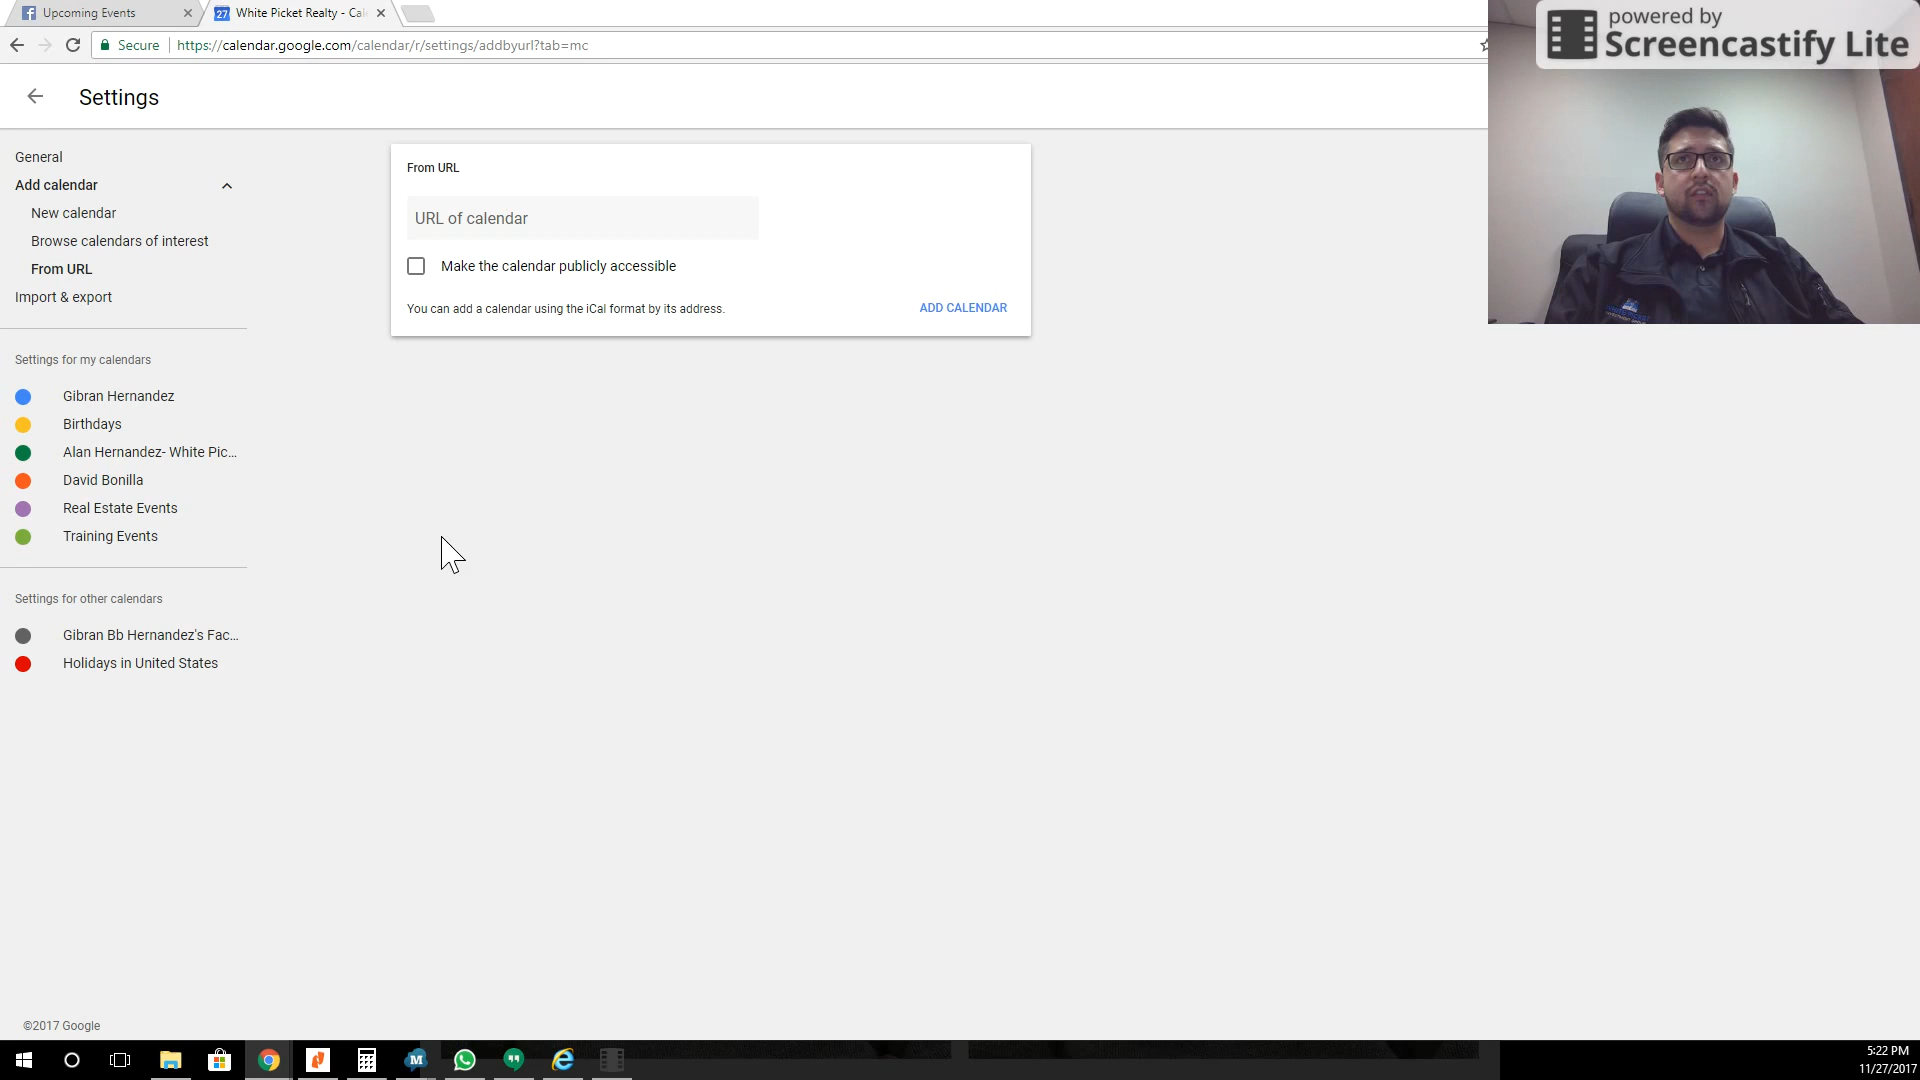 Upcoming Events
White Picket Realty - Cal
Secure
https://calendar.google.com/calendar/r/settings/addbyurl?tab=mc
powered by
Screencastify Lite
Settings
General
Add calendar
New calendar
Browse calendars of interest
From URL
Import & export
From URL
URL of calendar
Make the calendar publicly accessible
You can add a calendar using the iCal format by its address.
ADD CALENDAR
Settings for my calendars
Gibran Hernandez
Birthdays
Alan Hernandez- White Pic...
David Bonilla
Real Estate Events
Training Events
Settings for other calendars
Gibran Bb Hernandez's Fac...
Holidays in United States
©2017 Google
5:22 PM
11/27/2017